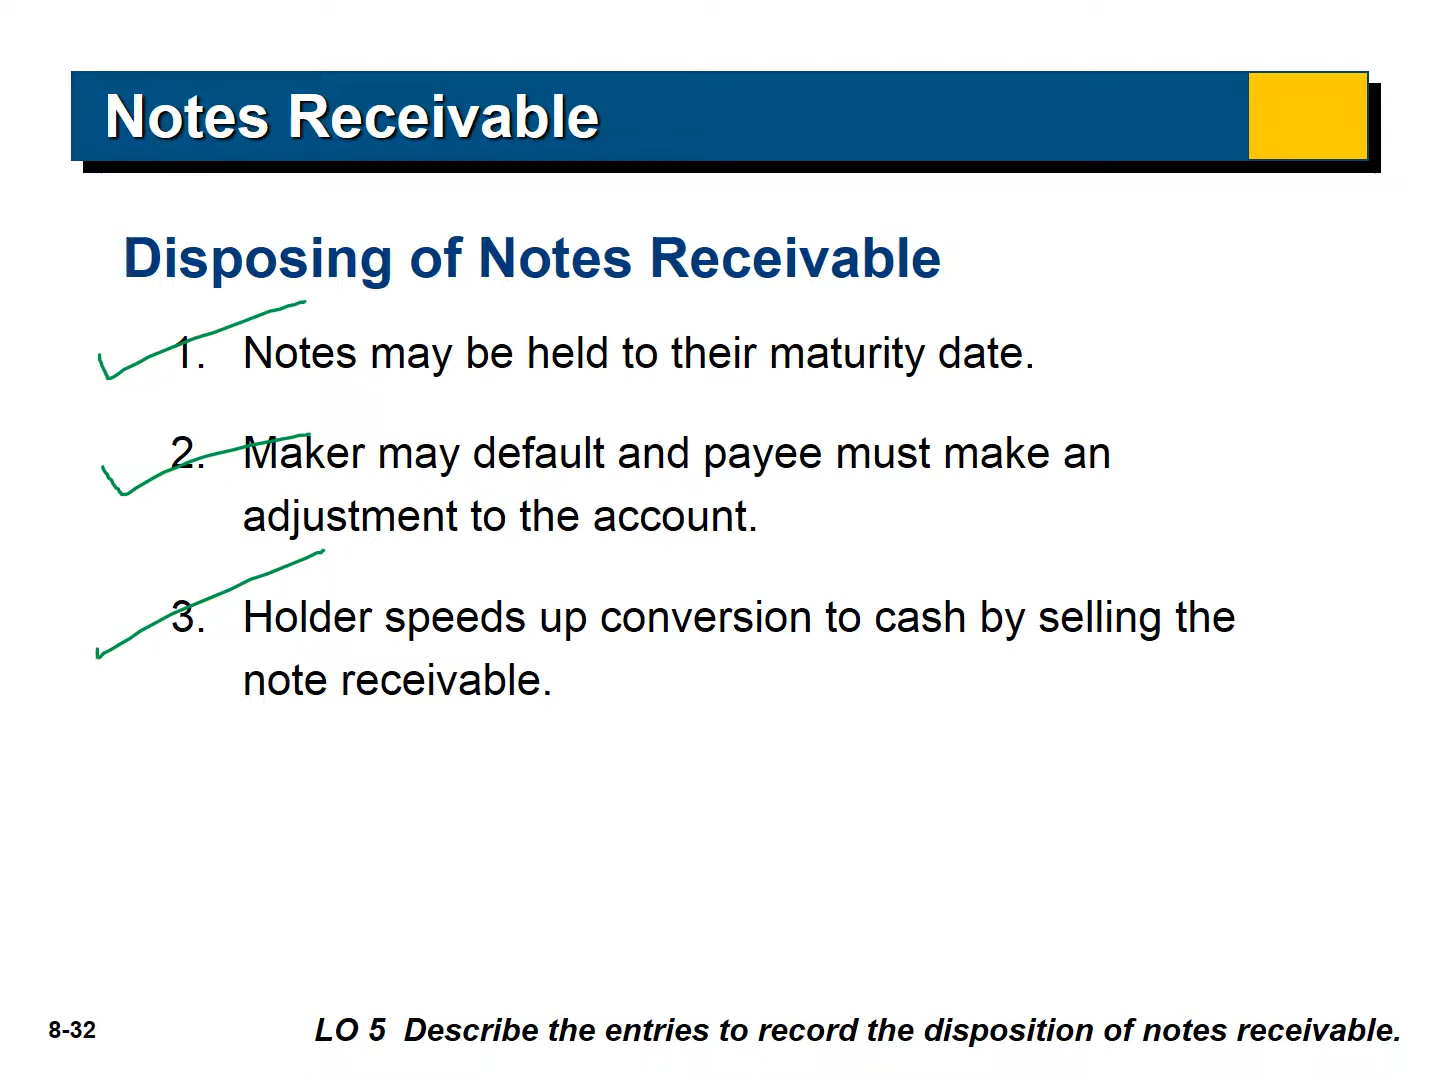 Notes Receivable
Disposing of Notes Receivable
1. Notes may be held to their maturity date.
2. Maker may default and payee must make an
adjustment to the account.
3. Holder speeds up conversion to cash by selling the
note receivable.
8-32 LO 5 Describe the entries to record the disposition of notes receivable.